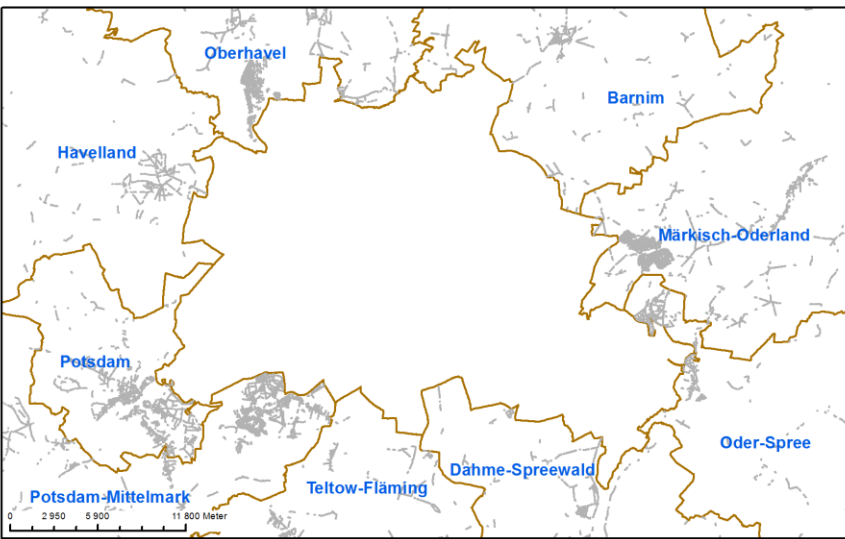 Oberhavel
Barnim
Havelland
Märkisch-Oderland
Potsdam
Oder-Spree
Dahme-Spreewald
Teltow-Fläming
Potsdam-Mittelmark
0 2 950 5 900 11 800 Meter